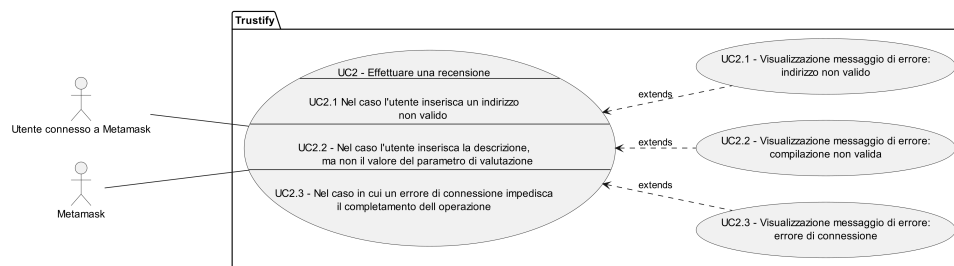 Trustify
UC2 - Effettuare una recensione
UC2.1 Nel caso l'utente inserisca un indirizzo
non valido
UC2.2 - Nel caso l'utente inserisca la descrizione,
ma non il valore del parametro di valutazione
UC2.3 - Nel caso in cui un errore di connessione impedisca
il completamento dell operazione
Utente connesso a Metamask
Metamask
extends
extends
extends
UC2.1 - Visualizzazione messaggio di errore:
indirizzo non valido
UC2.2 - Visualizzazione messaggio di errore:
compilazione non valida
UC2.3 - Visualizzazione messaggio di errore:
errore di connessione